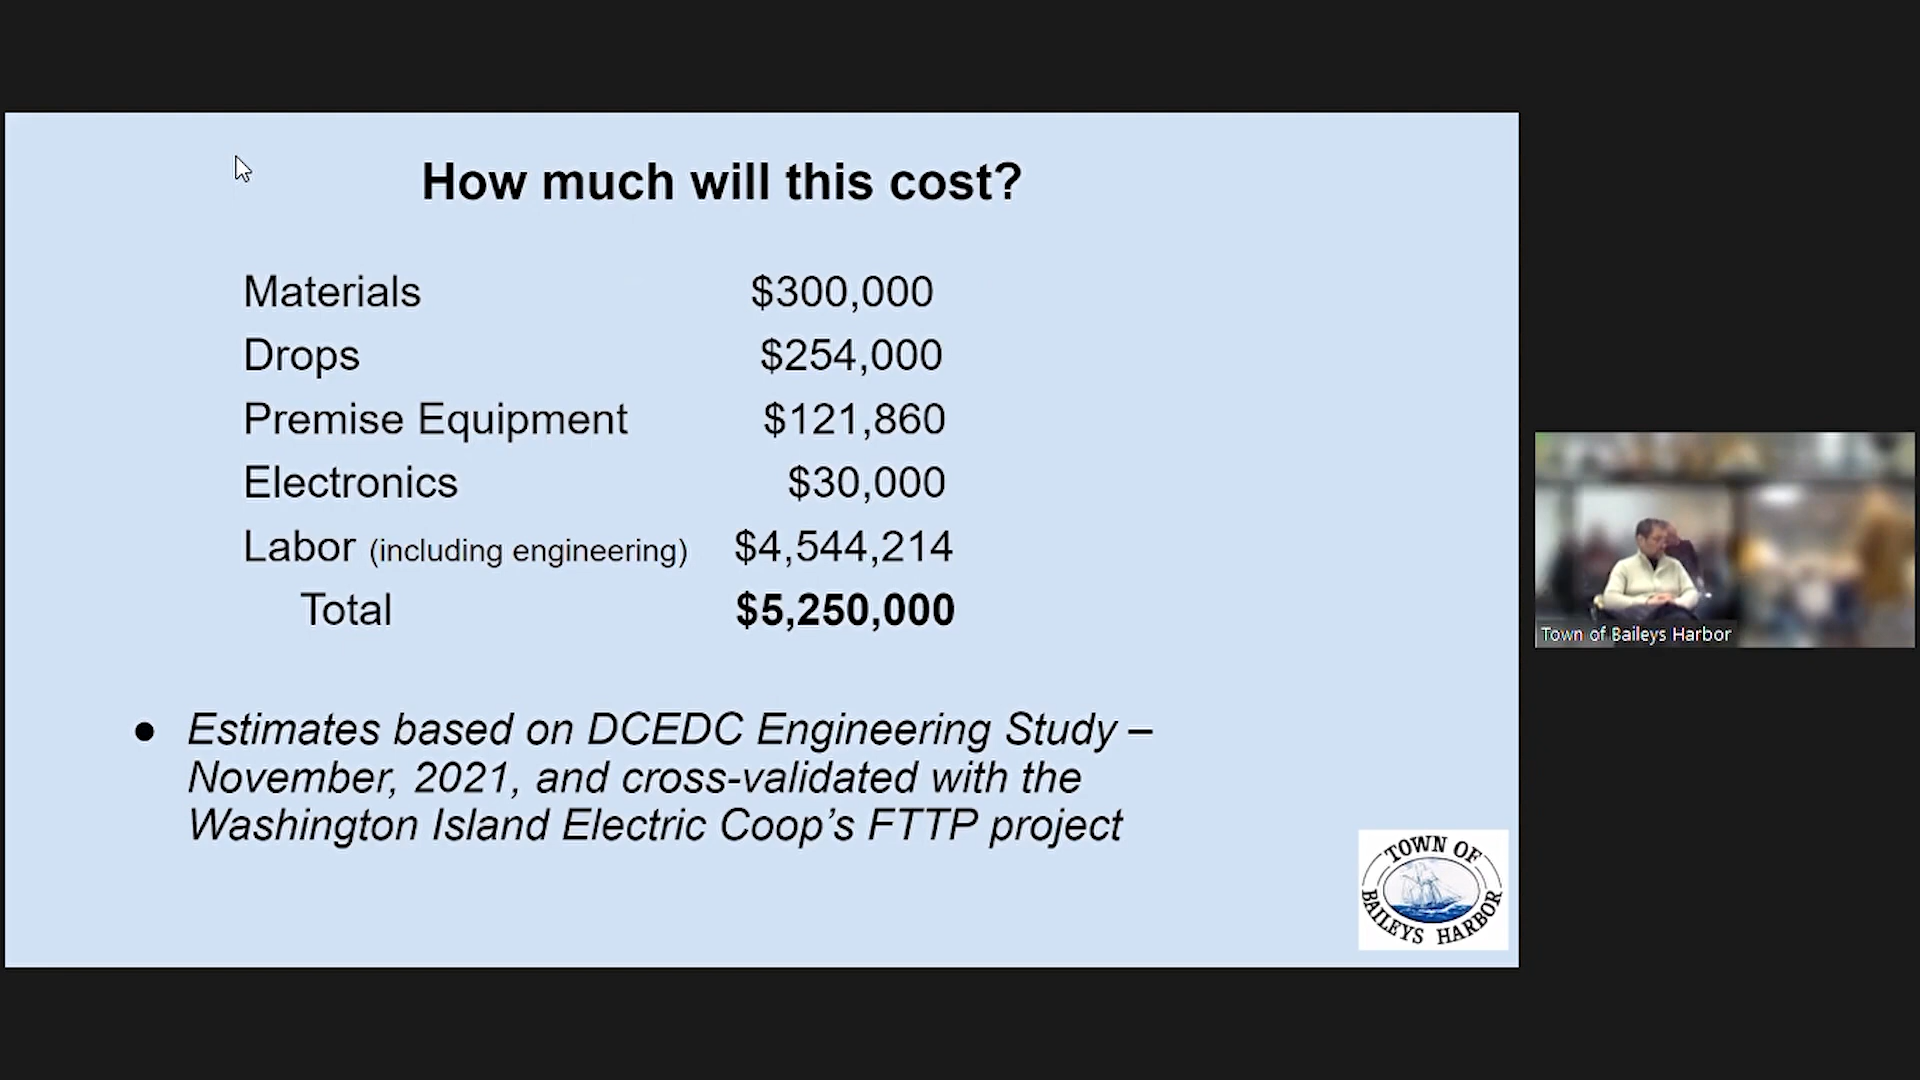 How much will this cost?
Materials $300,000
Drops $254,000
Premise Equipment $121,860
Electronics $30,000
Labor (including engineering) $4,544,214
Total $5,250,000
● Estimates based on DCEDC Engineering Study –
November, 2021, and cross-validated with the
Washington Island Electric Coop’s FTTP project
TOWN OF
BAILEYS HARBOR
Town of Baileys Harbor